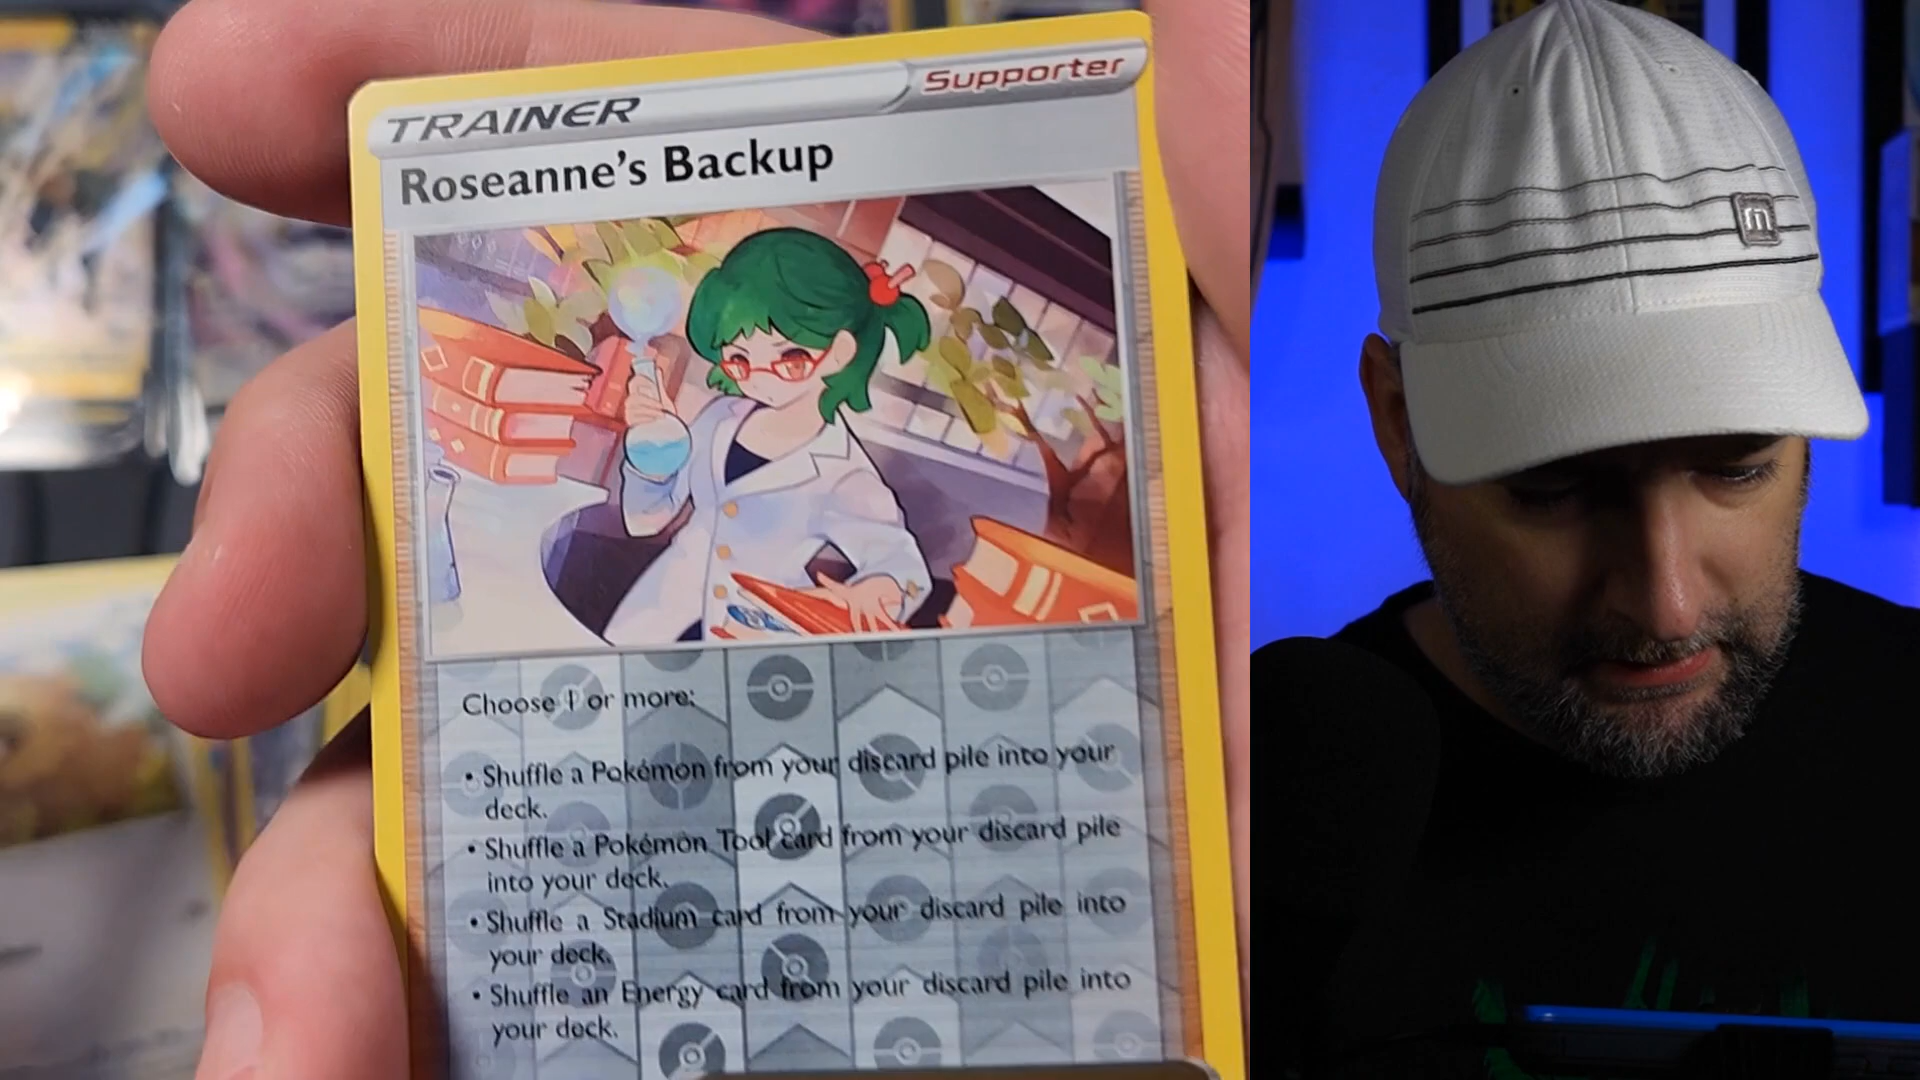 TRAINER
Supporter
Roseanne's Backup
Choose 1 or more:
• Shuffle a Pokémon from your discard pile into your
deck.
• Shuffle a Pokémon Tool card from your discard pile
into your deck.
• Shuffle a Stadium card from your discard pile into
your deck.
• Shuffle an Energy card from your discard pile into
your deck.
m